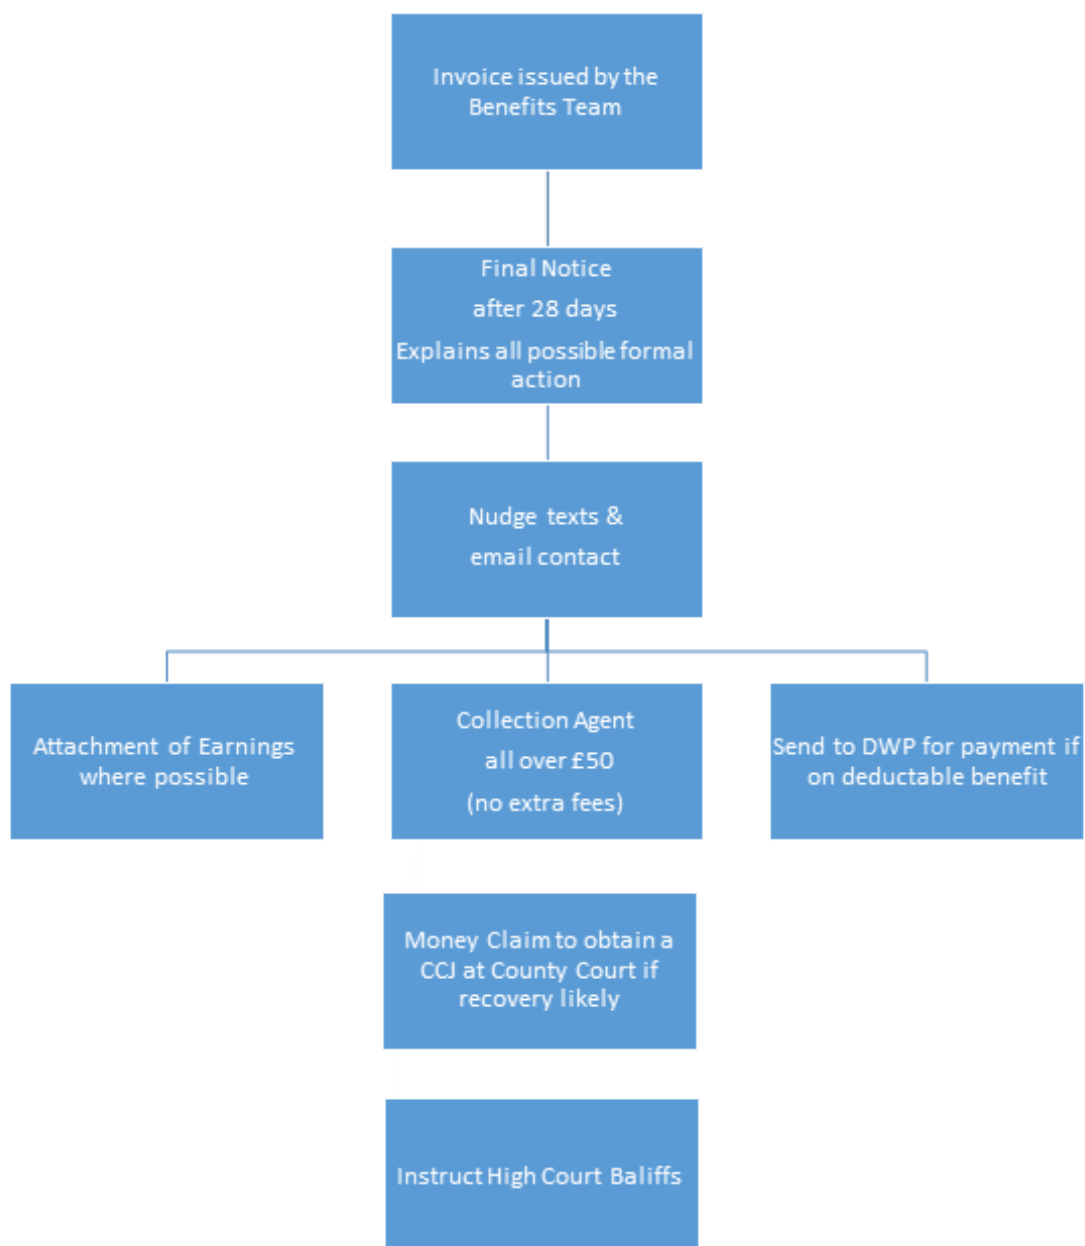 Invoice issued by the
Benefits Team
Final Notice
after 28 days
Explains all possible formal
action
Nudge texts &
email contact
Attachment of Earnings
where possible
Collection Agent
all over £50
(no extra fees)
Send to DWP for payment if
on deductable benefit
Money Claim to obtain a
CCJ at County Court if
recovery likely
Instruct High Court Baliffs